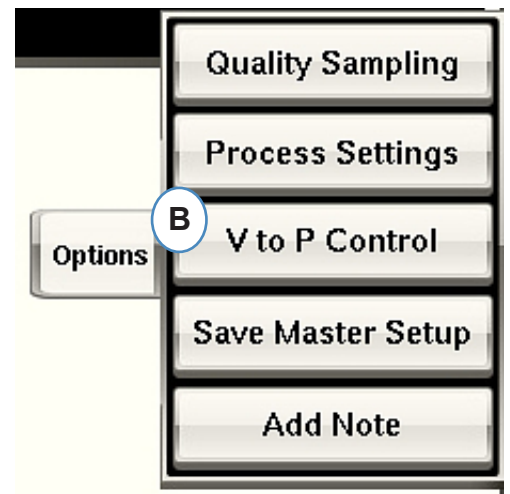 Quality Sampling
Process Settings
B
V to P Control
Options
Save Master Setup
Add Note